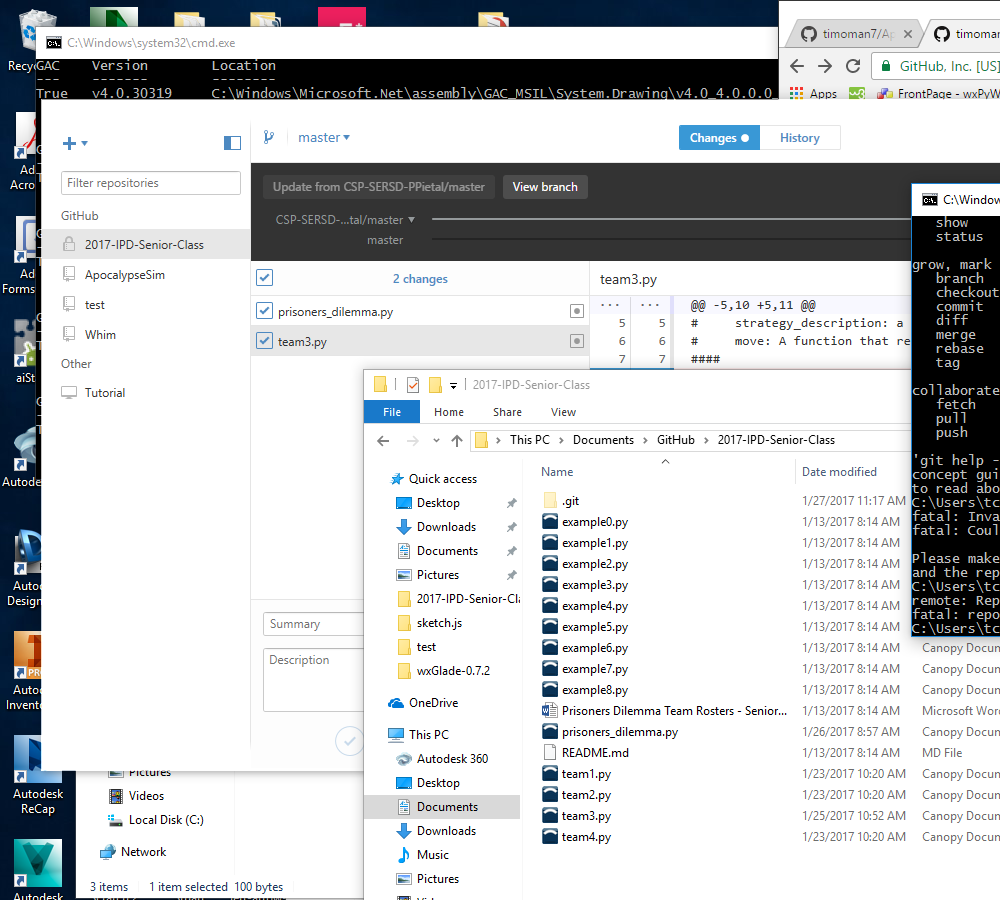 C:\Windows\system32\cmd.exe
GAC Version Location
--- ------- --------
True v4.0.30319 C:\Windows\Microsoft.Net\assembly\GAC_MSIL\System.Drawing\v4.0_4.0.0.0
timoman7/Ap
timoman
GitHub, Inc. [US]
Apps
FrontPage - wxPyW
Recy
Ad
Acro
Ad
Forms
aiSt
Autode
Autod
Design
Autod
Invento
Autodesk
ReCap
Autodesk
master
Changes
History
Filter repositories
GitHub
2017-IPD-Senior-Class
ApocalypseSim
test
Whim
Other
Tutorial
Update from CSP-SERSD-PPietal/master
View branch
CSP-SERSD-...tal/master
master
2 changes
prisoners_dilemma.py
team3.py
team3.py
... ... @@ -5,10 +5,11 @@
5 5 # strategy_description: a
6 6 # move: A function that re
7 7 ####
Summary
Description
C:\Window
show
status
grow, mark
branch
checkout
commit
diff
merge
rebase
tag
collaborate
fetch
pull
push
'git help -
concept gui
to read abo
C:\Users\tc
fatal: Inva
fatal: Coul
Please make
and the rep
C:\Users\tc
remote: Rep
fatal: repo
C:\Users\tc
2017-IPD-Senior-Class
File Home Share View
This PC Documents GitHub 2017-IPD-Senior-Class
Quick access
Desktop
Downloads
Documents
Pictures
2017-IPD-Senior-Cla
sketch.js
test
wxGlade-0.7.2
OneDrive
This PC
Autodesk 360
Desktop
Documents
Downloads
Music
Pictures
Name Date modified
.git 1/27/2017 11:17 AM
example0.py 1/13/2017 8:14 AM
example1.py 1/13/2017 8:14 AM
example2.py 1/13/2017 8:14 AM
example3.py 1/13/2017 8:14 AM
example4.py 1/13/2017 8:14 AM
example5.py 1/13/2017 8:14 AM
example6.py 1/13/2017 8:14 AM Canopy Docum
example7.py 1/13/2017 8:14 AM Canopy Docum
example8.py 1/13/2017 8:14 AM Canopy Docum
Prisoners Dilemma Team Rosters - Senior... 1/13/2017 8:14 AM Microsoft Word
prisoners_dilemma.py 1/26/2017 8:57 AM Canopy Docum
README.md 1/13/2017 8:14 AM MD File
team1.py 1/23/2017 10:20 AM Canopy Docum
team2.py 1/23/2017 10:20 AM Canopy Docum
team3.py 1/25/2017 10:52 AM Canopy Docum
team4.py 1/23/2017 10:20 AM Canopy Docum
Pictures
Videos
Local Disk (C:)
Network
3 items 1 item selected 100 bytes